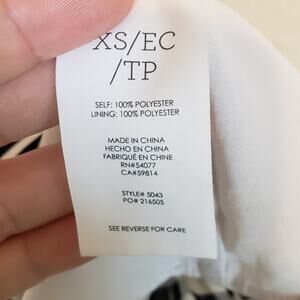 XS/EC
/TP
SELF: 100% POLYESTER
LINING: 100% POLYESTER
MADE IN CHINA
HECHO EN CHINA
FABRIQUÉ EN CHINE
RN#54077
CA#59814
STYLE# 5043
PO# 216505
SEE REVERSE FOR CARE